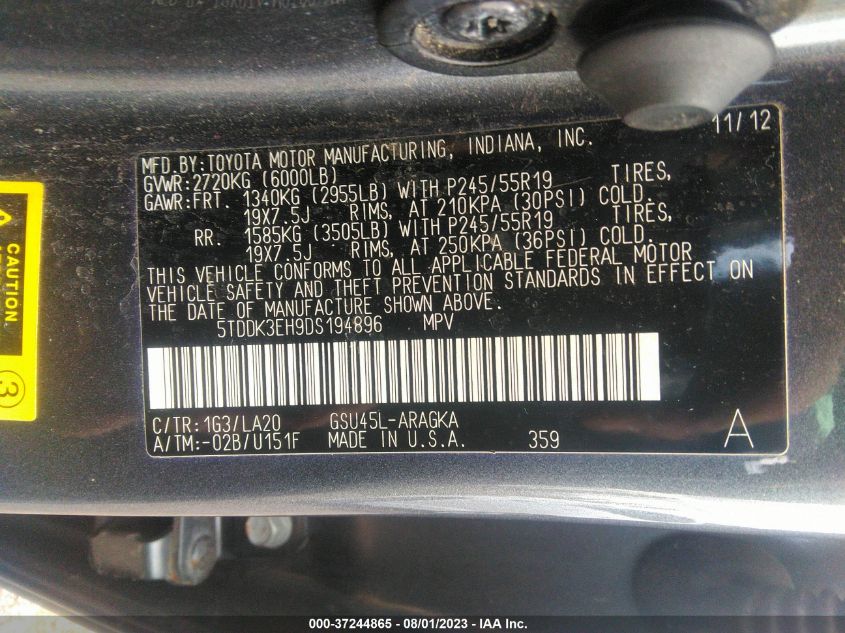 11/12
MFD.BY:TOYOTA MOTOR MANUFACTURING, INDIANA, INC.
GVWR:2720KG (6000LB)
GAWR:FRT. 1340KG (2955LB) WITH P245/55R19 TIRES,
19X7.5J RIMS, AT 210KPA (30PSI) COLD.
RR. 1585KG (3505LB) WITH P245/55R19 TIRES,
19X7.5J RIMS, AT 250KPA (36PSI) COLD.
THIS VEHICLE CONFORMS TO ALL APPLICABLE FEDERAL MOTOR
VEHICLE SAFETY AND THEFT PREVENTION STANDARDS IN EFFECT ON
THE DATE OF MANUFACTURE SHOWN ABOVE.
5TDDK3EH9DS194896 MPV
C/TR:1G3/LA20 GSU45L-ARAGKA
A/TM:-02B/U151F MADE IN U.S.A. 359 A
CAUTION
3
000-37244865 - 08/01/2023 - IAA Inc.